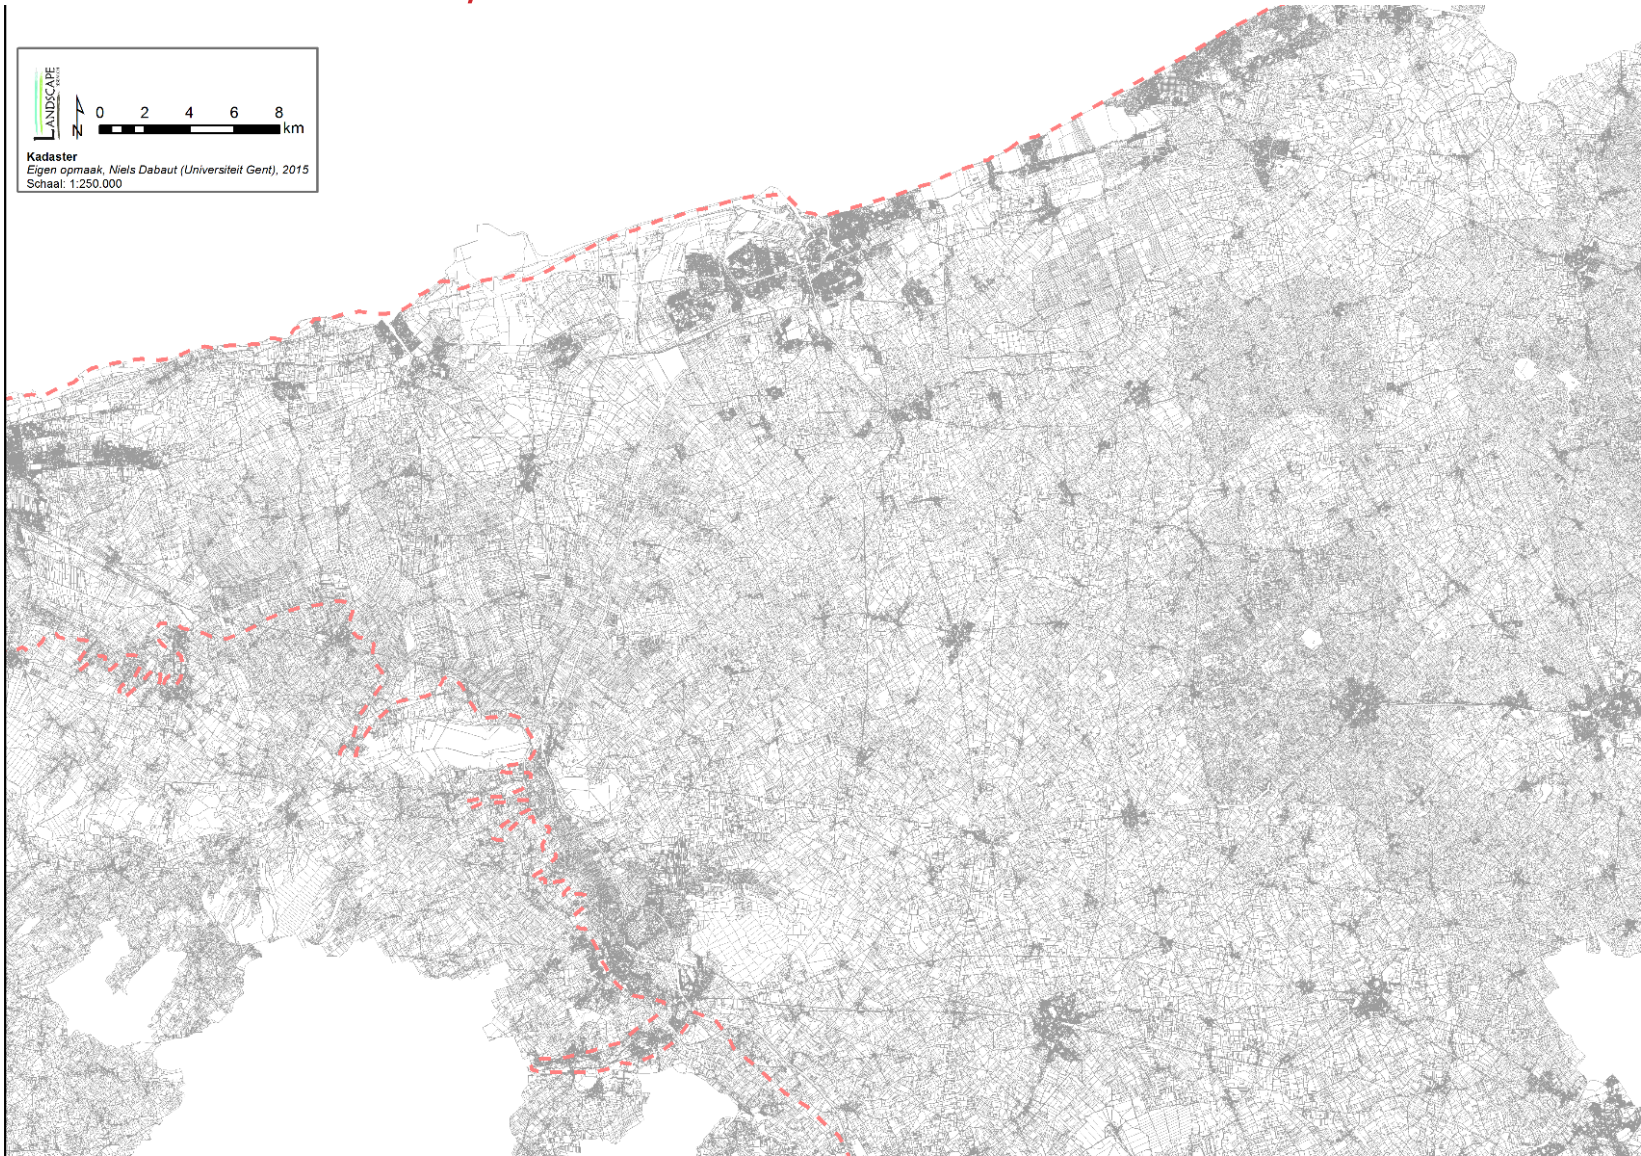 LANDSCAPE
N
0 2 4 6 8
km
Kadaster
Eigen opmaak, Niels Dabaut (Universiteit Gent), 2015
Schaal: 1:250.000